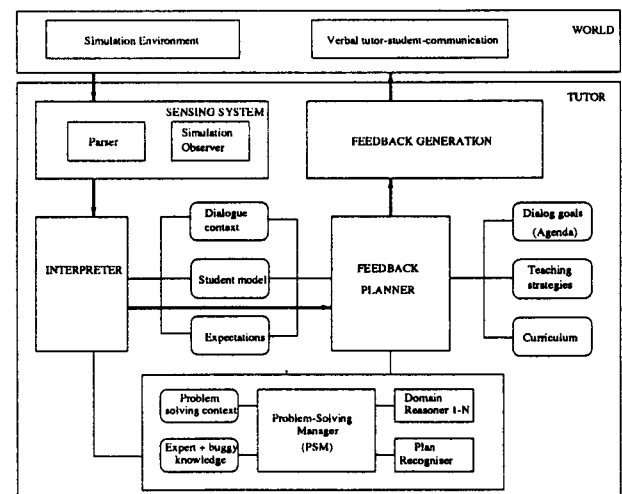 WORLD
Simulation Environment
Verbal tutor-student-communication
TUTOR
SENSING SYSTEM
Parser
Simulation
Observer
FEEDBACK GENERATION
INTERPRETER
Dialogue
context
Student model
Expectations
FEEDBACK
PLANNER
Dialog goals
(Agenda)
Teaching
strategies
Curriculum
Problem
solving context
Expert + buggy
knowledge
Problem-Solving
Manager
(PSM)
Domain
Reasoner 1-N
Plan
Recogniser